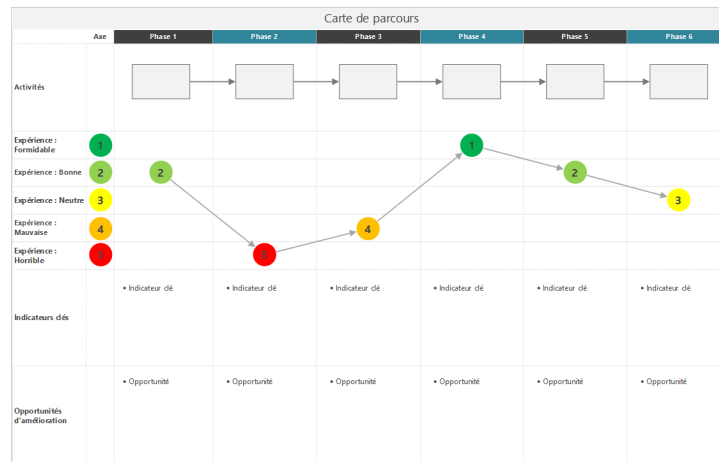 Carte de parcours
Axe Phase 1 Phase 2 Phase 3 Phase 4 Phase 5 Phase 6
Activités
Expérience :
Formidable
1 1
Expérience : Bonne 2 2 2
Expérience : Neutre 3 3
Expérience :
Mauvaise
4 4
Expérience :
Horrible
5 5
Indicateurs clés
• Indicateur clé • Indicateur clé • Indicateur clé • Indicateur clé • Indicateur clé • Indicateur clé
Opportunités
d'amélioration
• Opportunité • Opportunité • Opportunité • Opportunité • Opportunité • Opportunité